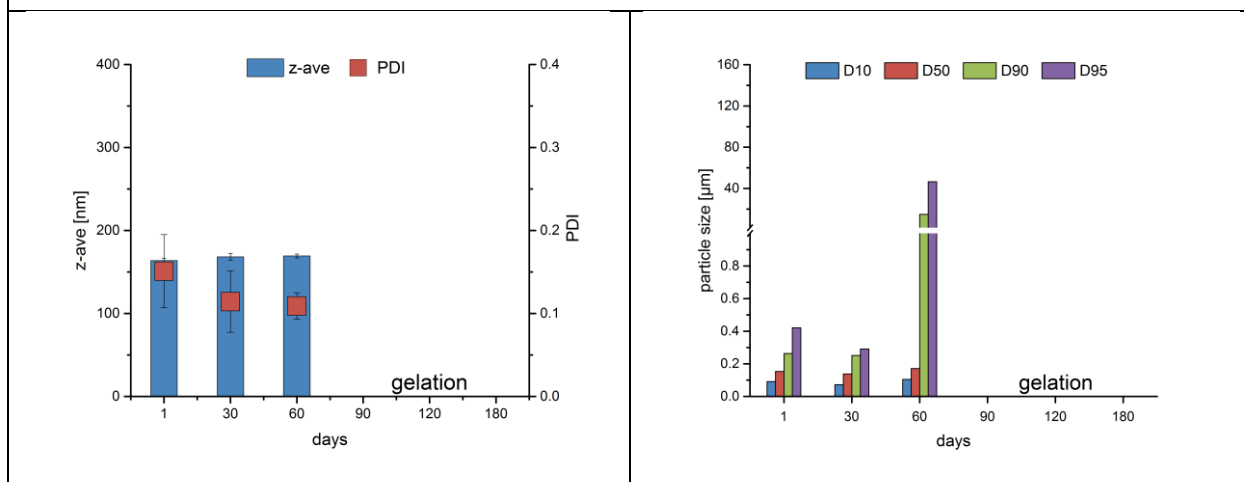 z-ave PDI
400
300
200
100
0
z-ave [nm]
0.4
0.3
0.2
0.1
0.0
PDI
gelation
1 30 60 90 120 180
days
D10 D50 D90 D95
160
120
80
40
0.8
0.6
0.4
0.2
0.0
particle size [µm]
gelation
1 30 60 90 120 180
days